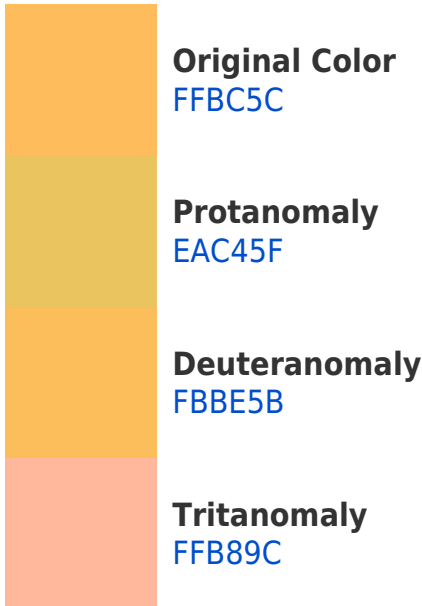 Original Color
FFBC5C
Protanomaly
EAC45F
Deuteranomaly
FBBE5B
Tritanomaly
FFB89C